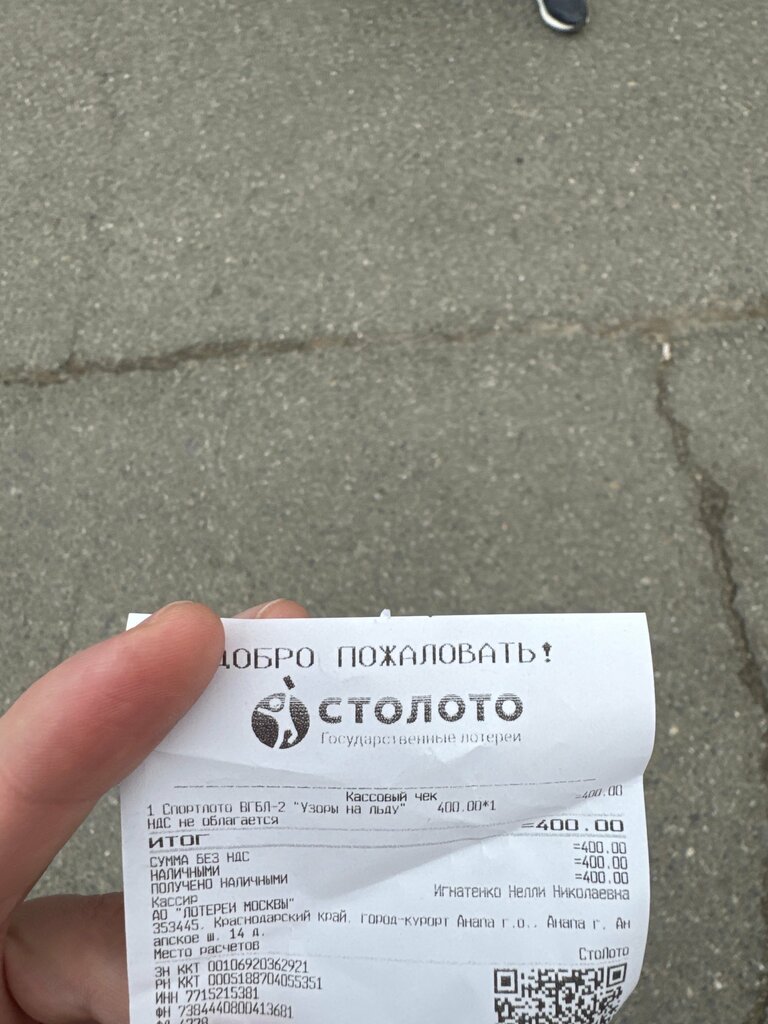 ДОБРО ПОЖАЛОВАТЬ!
СТОЛОТО
Государственные лотереи
Кассовый чек
1 Спортлото ВГБЛ-2 "Узоры на льду" 400.00*1 =400.00
НДС не облагается
ИТОГ =400.00
СУММА БЕЗ НДС =400.00
НАЛИЧНЫМИ =400.00
ПОЛУЧЕНО НАЛИЧНЫМИ =400.00
Кассир Игнатенко Нелли Николаевна
АО "ЛОТЕРЕИ МОСКВЫ"
353445, Краснодарский край, город-курорт Анапа г.о., Анапа г, Ан
апское ш, 14 д.
Место расчетов Столото
ЗН ККТ 00106920362921
РН ККТ 0005188704055351
ИНН 7715215381
ФН 7384440800413681